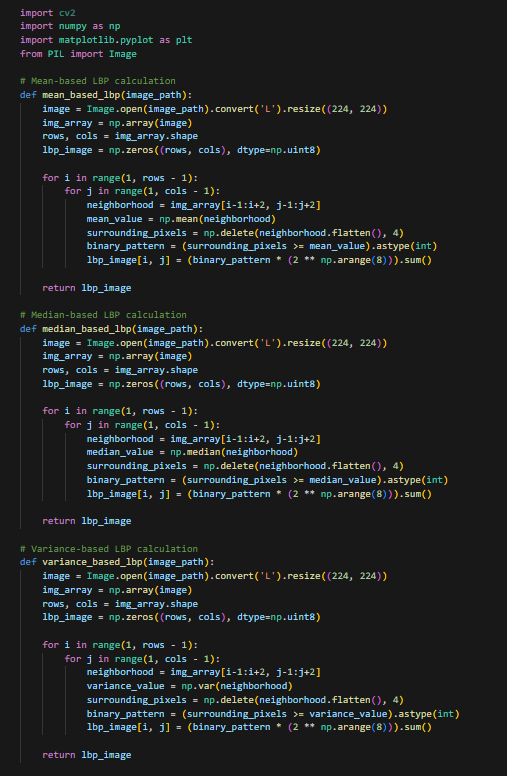 import cv2
import numpy as np
import matplotlib.pyplot as plt
from PIL import Image

# Mean-based LBP calculation
def mean_based_lbp(image_path):
    image = Image.open(image_path).convert('L').resize((224, 224))
    img_array = np.array(image)
    rows, cols = img_array.shape
    lbp_image = np.zeros((rows, cols), dtype=np.uint8)

    for i in range(1, rows - 1):
        for j in range(1, cols - 1):
            neighborhood = img_array[i-1:i+2, j-1:j+2]
            mean_value = np.mean(neighborhood)
            surrounding_pixels = np.delete(neighborhood.flatten(), 4)
            binary_pattern = (surrounding_pixels >= mean_value).astype(int)
            lbp_image[i, j] = (binary_pattern * (2 ** np.arange(8))).sum()

    return lbp_image

# Median-based LBP calculation
def median_based_lbp(image_path):
    image = Image.open(image_path).convert('L').resize((224, 224))
    img_array = np.array(image)
    rows, cols = img_array.shape
    lbp_image = np.zeros((rows, cols), dtype=np.uint8)

    for i in range(1, rows - 1):
        for j in range(1, cols - 1):
            neighborhood = img_array[i-1:i+2, j-1:j+2]
            median_value = np.median(neighborhood)
            surrounding_pixels = np.delete(neighborhood.flatten(), 4)
            binary_pattern = (surrounding_pixels >= median_value).astype(int)
            lbp_image[i, j] = (binary_pattern * (2 ** np.arange(8))).sum()

    return lbp_image

# Variance-based LBP calculation
def variance_based_lbp(image_path):
    image = Image.open(image_path).convert('L').resize((224, 224))
    img_array = np.array(image)
    rows, cols = img_array.shape
    lbp_image = np.zeros((rows, cols), dtype=np.uint8)

    for i in range(1, rows - 1):
        for j in range(1, cols - 1):
            neighborhood = img_array[i-1:i+2, j-1:j+2]
            variance_value = np.var(neighborhood)
            surrounding_pixels = np.delete(neighborhood.flatten(), 4)
            binary_pattern = (surrounding_pixels >= variance_value).astype(int)
            lbp_image[i, j] = (binary_pattern * (2 ** np.arange(8))).sum()

    return lbp_image